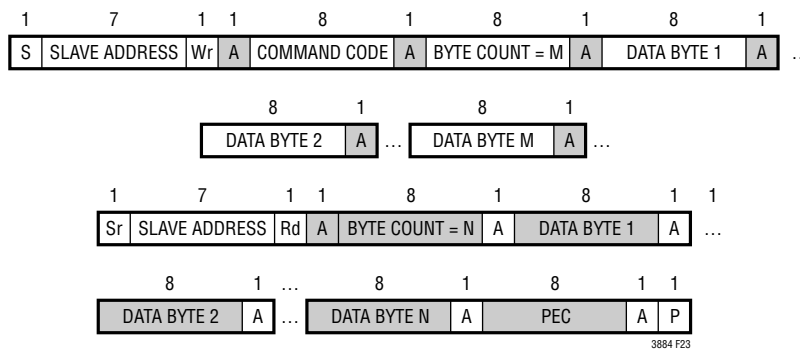 1 7 1 1 8 1 8 1 8 1
S SLAVE ADDRESS Wr A COMMAND CODE A BYTE COUNT = M A DATA BYTE 1 A …
8 1 8 1
DATA BYTE 2 A … DATA BYTE M A …
1 7 1 1 8 1 8 1 1
Sr SLAVE ADDRESS Rd A BYTE COUNT = N A DATA BYTE 1 A …
8 1 … 8 1 8 1 1
DATA BYTE 2 A … DATA BYTE N A PEC A P
3884 F23